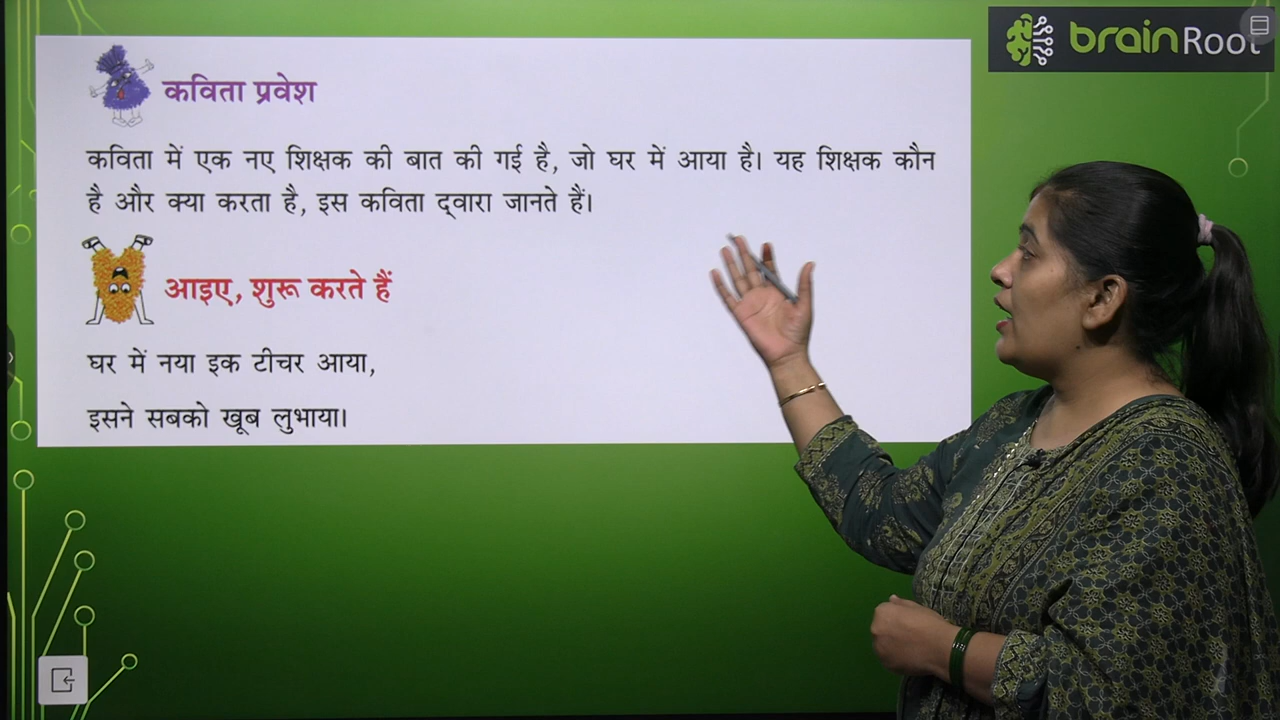 brainRoot
कविता प्रवेश
कविता में एक नए शिक्षक की बात की गई है, जो घर में आया है। यह शिक्षक कौन
है और क्या करता है, इस कविता द्‌वारा जानते हैं।
आइए, शुरू करते हैं
घर में नया इक टीचर आया,
इसने सबको खूब लुभाया।